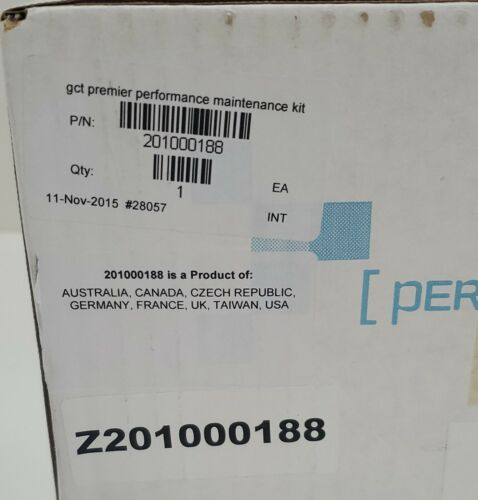 gct premier performance maintenance kit
P/N:
201000188
Qty:
1
EA
11-Nov-2015 #28057
INT
201000188 is a Product of:
AUSTRALIA, CANADA, CZECH REPUBLIC,
GERMANY, FRANCE, UK, TAIWAN, USA
[ PER
Z201000188